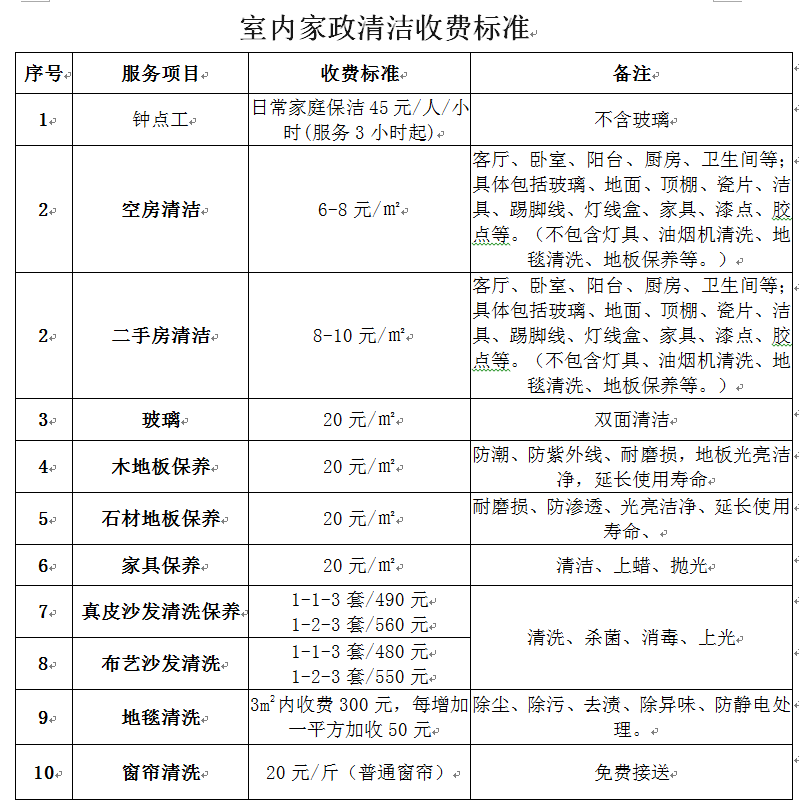 室内家政清洁收费标准
序号 服务项目 收费标准 备注
1 钟点工 日常家庭保洁 45 元/人/小
时(服务 3 小时起) 不含玻璃
2 空房清洁 6-8 元/㎡ 客厅、卧室、阳台、厨房、卫生间等；
具体包括玻璃、地面、顶棚、瓷片、洁
具、踢脚线、灯线盒、家具、漆点、胶
点等。（不包含灯具、油烟机清洗、地
毯清洗、地板保养等。）
2 二手房清洁 8-10 元/㎡ 客厅、卧室、阳台、厨房、卫生间等；
具体包括玻璃、地面、顶棚、瓷片、洁
具、踢脚线、灯线盒、家具、漆点、胶
点等。（不包含灯具、油烟机清洗、地
毯清洗、地板保养等。）
3 玻璃 20 元/㎡ 双面清洁
4 木地板保养 20 元/㎡ 防潮、防紫外线、耐磨损，地板光亮洁
净，延长使用寿命
5 石材地板保养 20 元/㎡ 耐磨损、防渗透、光亮洁净、延长使用
寿命、
6 家具保养 20 元/㎡ 清洁、上蜡、抛光
7 真皮沙发清洗保养 1-1-3 套/490 元
1-2-3 套/560 元
清洗、杀菌、消毒、上光
8 布艺沙发清洗 1-1-3 套/480 元
1-2-3 套/550 元
9 地毯清洗 3m²内收费 300 元，每增加
一平方加收 50 元 除尘、除污、去渍、除异味、防静电处
理。
10 窗帘清洗 20 元/斤（普通窗帘） 免费接送